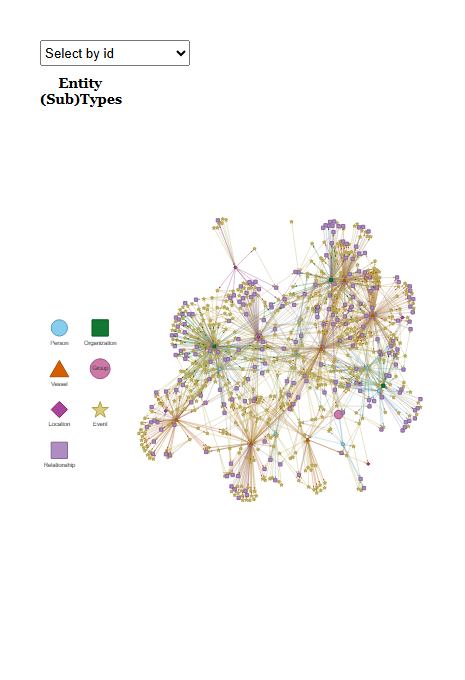 Select by id
Entity
(Sub)Types
Person
Organization
Vessel
Group
Location
Event
Relationship